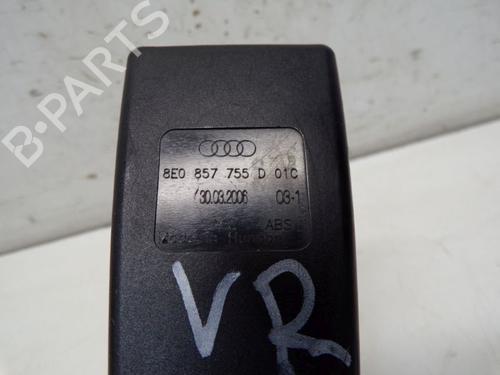 B-PARTS
8E0 857 755 D 01C
30.03.2006 03-1
ABS
VR